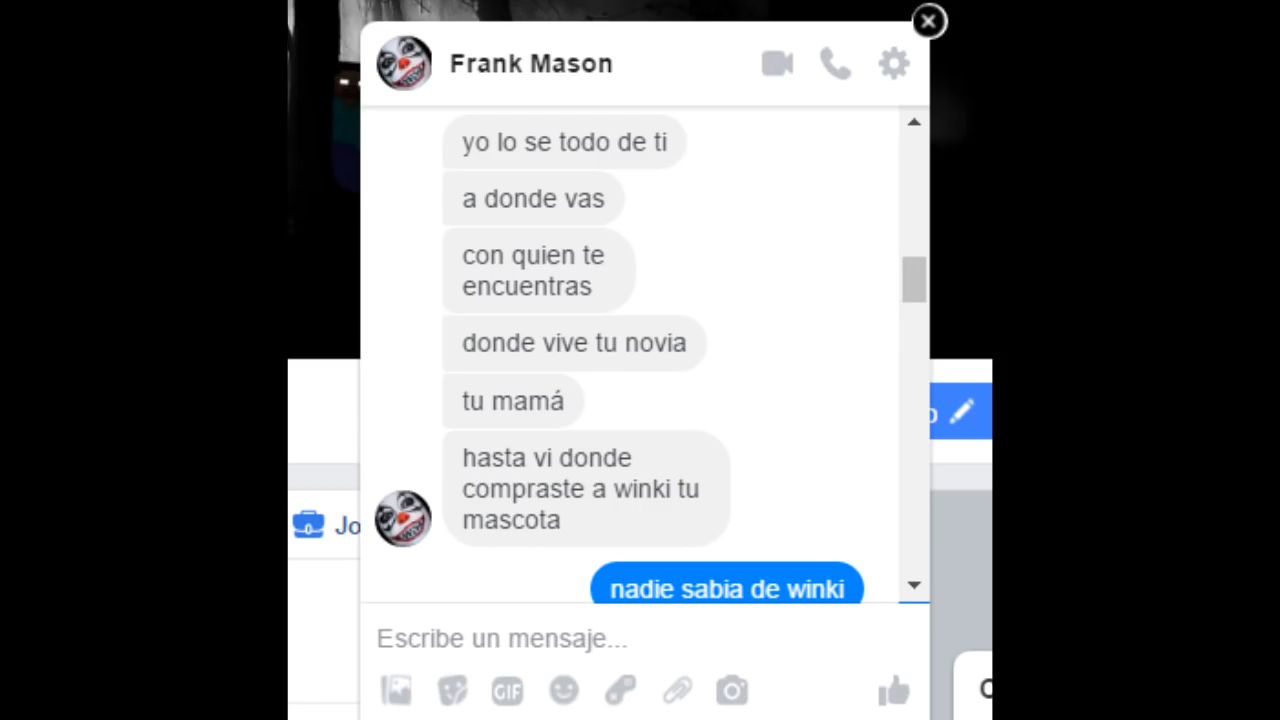 Frank Mason
yo lo se todo de ti
a donde vas
con quien te
encuentras
donde vive tu novia
tu mamá
hasta vi donde
compraste a winki tu
mascota
nadie sabia de winki
Escribe un mensaje...
GIF
Jo